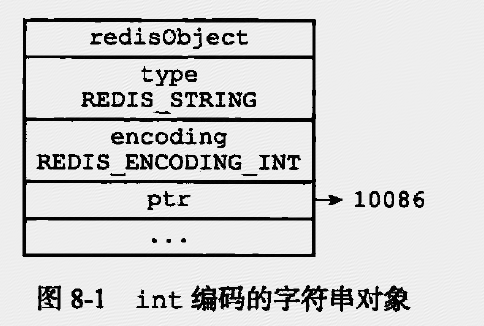 redisObject
type
REDIS_STRING
encoding
REDIS_ENCODING_INT
ptr
10086
...
图 8-1 int 编码的字符串对象